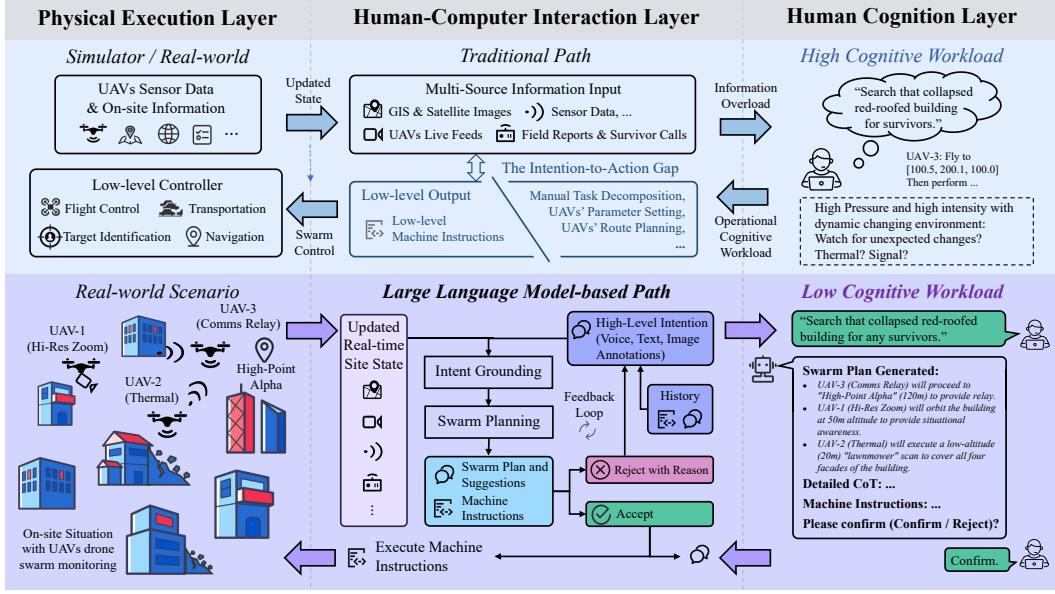 Physical Execution Layer
Human-Computer Interaction Layer
Human Cognition Layer
Simulator / Real-world
Traditional Path
High Cognitive Workload
UAVs Sensor Data
& On-site Information
...
Updated
State
Multi-Source Information Input
GIS & Satellite Images
Sensor Data, ...
UAVs Live Feeds
Field Reports & Survivor Calls
Information
Overload
“Search that collapsed
red-roofed building
for survivors.”
UAV-3: Fly to
[100.5, 200.1, 100.0]
Then perform ...
The Intention-to-Action Gap
Low-level Controller
Flight Control
Transportation
Target Identification
Navigation
Swarm
Control
Low-level Output
Low-level
Machine Instructions
Manual Task Decomposition,
UAVs’ Parameter Setting,
UAVs’ Route Planning,
...
Operational
Cognitive
Workload
High Pressure and high intensity with
dynamic changing environment:
Watch for unexpected changes?
Thermal? Signal?
Real-world Scenario
Large Language Model-based Path
Low Cognitive Workload
UAV-1
(Hi-Res Zoom)
UAV-3
(Comms Relay)
High-Point
Alpha
UAV-2
(Thermal)
On-site Situation
with UAVs drone
swarm monitoring
Updated
Real-time
Site State
...
Intent Grounding
Swarm Planning
Swarm Plan and
Suggestions
Machine
Instructions
High-Level Intention
(Voice, Text, Image
Annotations)
History
Feedback
Loop
Reject with Reason
Accept
Execute Machine
Instructions
“Search that collapsed red-roofed
building for any survivors.”
Swarm Plan Generated:
• UAV-3 (Comms Relay) will proceed to
"High-Point Alpha" (120m) to provide relay.
• UAV-1 (Hi-Res Zoom) will orbit the building
at 50m altitude to provide situational
awareness.
• UAV-2 (Thermal) will execute a low-altitude
(20m) "lawnmower" scan to cover all four
facades of the building.
Detailed CoT: ...
Machine Instructions: ...
Please confirm (Confirm / Reject)?
Confirm.